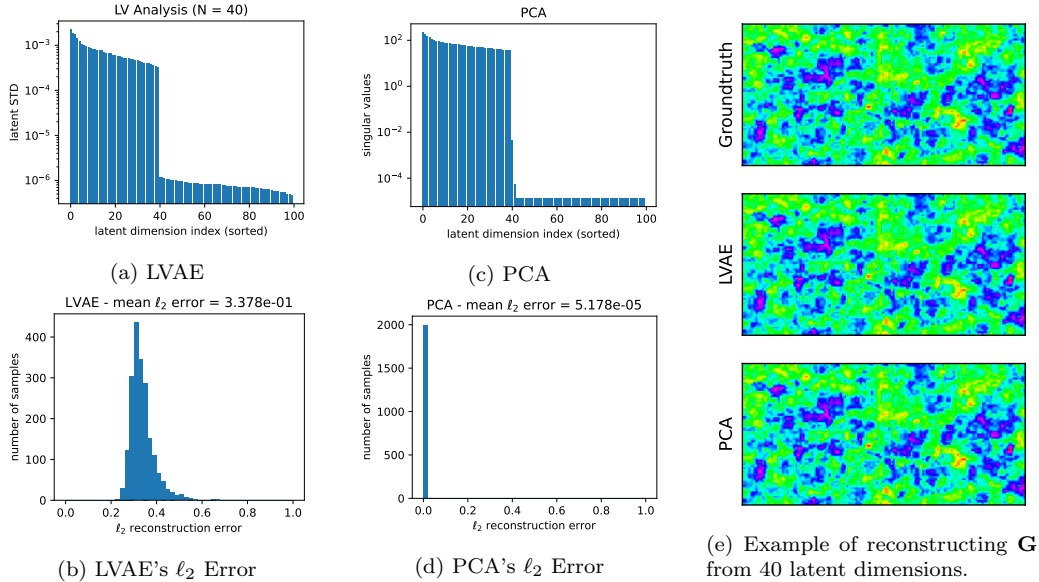 LV Analysis (N = 40)
latent STD
10⁻³
10⁻⁴
10⁻⁵
10⁻⁶
0 20 40 60 80 100
latent dimension index (sorted)
(a) LVAE
PCA
singular values
10²
10⁰
10⁻²
10⁻⁴
0 20 40 60 80 100
latent dimension index (sorted)
(c) PCA
LVAE - mean ℓ₂ error = 3.378e-01
number of samples
400
300
200
100
0
0.0 0.2 0.4 0.6 0.8 1.0
ℓ₂ reconstruction error
(b) LVAE's ℓ₂ Error
PCA - mean ℓ₂ error = 5.178e-05
number of samples
2000
1500
1000
500
0
0.0 0.2 0.4 0.6 0.8 1.0
ℓ₂ reconstruction error
(d) PCA's ℓ₂ Error
Groundtruth
LVAE
PCA
(e) Example of reconstructing G
from 40 latent dimensions.